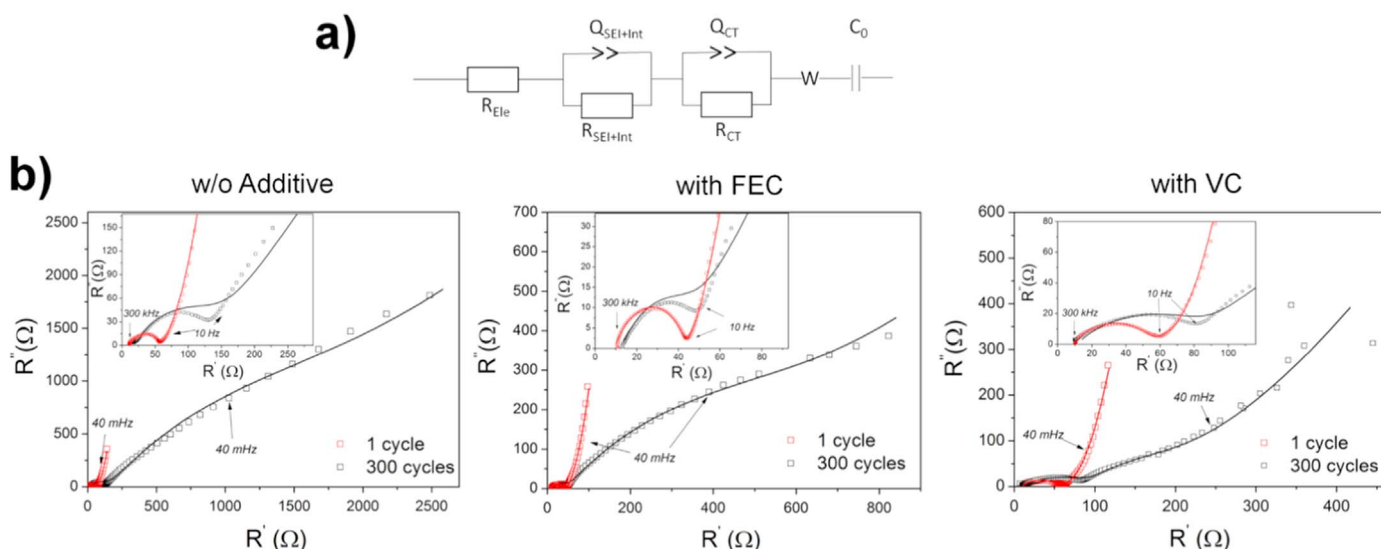 a)
Q_SEI+Int Q_CT C_0
W
R_Ele R_SEI+Int R_CT
b)
w/o Additive
2500
2000
1500
1000
500
0
R" (Ω)
0 500 1000 1500 2000 2500
R' (Ω)
150
120
90
60
30
0
R' (Ω)
0 50 100 150 200 250
R' (Ω)
300 kHz
10 Hz
40 mHz
40 mHz
1 cycle
300 cycles
with FEC
700
600
500
400
300
200
100
0
R" (Ω)
0 200 400 600 800
R' (Ω)
30
25
20
15
10
5
0
R' (Ω)
0 20 40 60 80
R' (Ω)
300 kHz
10 Hz
40 mHz
1 cycle
300 cycles
with VC
600
500
400
300
200
100
0
R" (Ω)
0 100 200 300 400
R' (Ω)
80
60
40
20
0
R' (Ω)
0 20 40 60 80 100
R' (Ω)
300 kHz
10 Hz
40 mHz
40 mHz
1 cycle
300 cycles